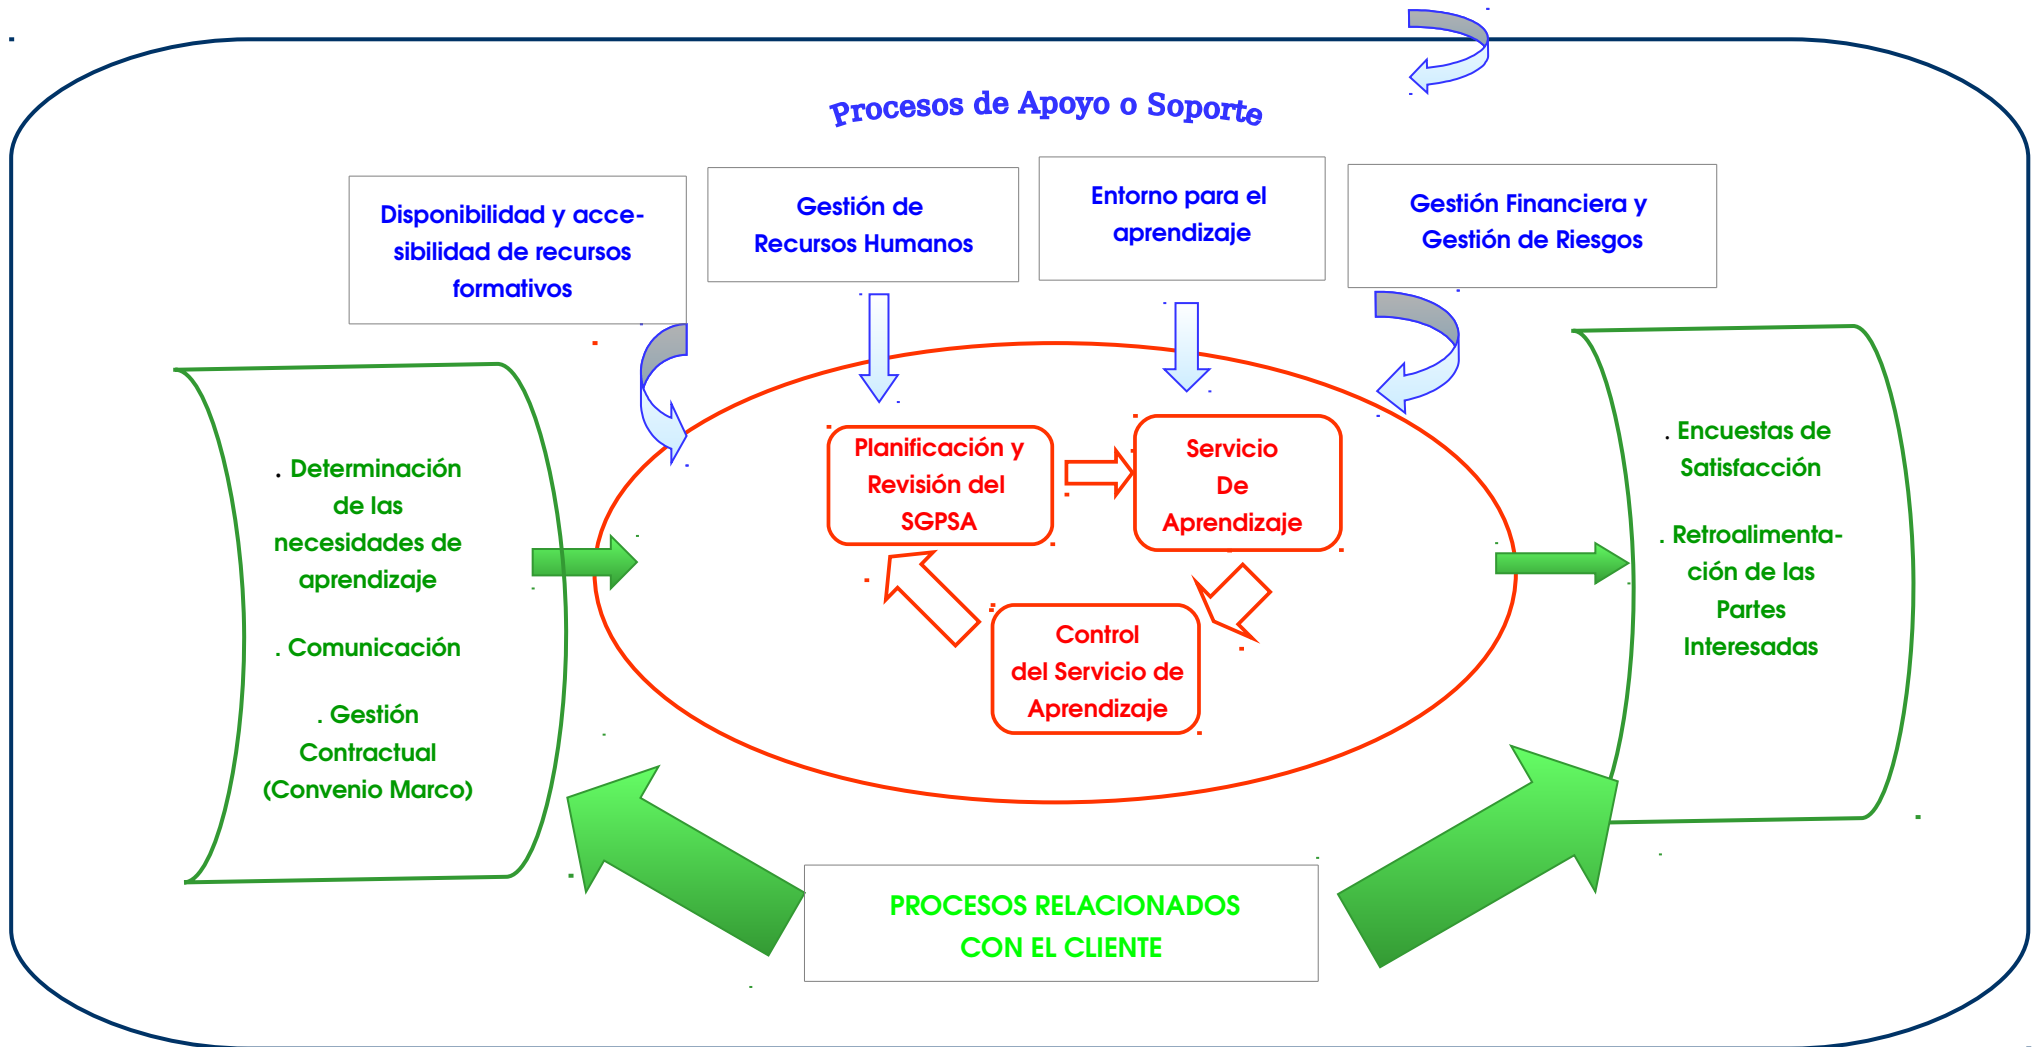 Procesos de Apoyo o Soporte
Disponibilidad y acce-
sibilidad de recursos
formativos
Gestión de
Recursos Humanos
Entorno para el
aprendizaje
Gestión Financiera y
Gestión de Riesgos
. Determinación
de las
necesidades de
aprendizaje
. Comunicación
. Gestión
Contractual
(Convenio Marco)
Planificación y
Revisión del
SGPSA
Servicio
De
Aprendizaje
Control
del Servicio de
Aprendizaje
. Encuestas de
Satisfacción
. Retroalimenta-
ción de las
Partes
Interesadas
PROCESOS RELACIONADOS
CON EL CLIENTE